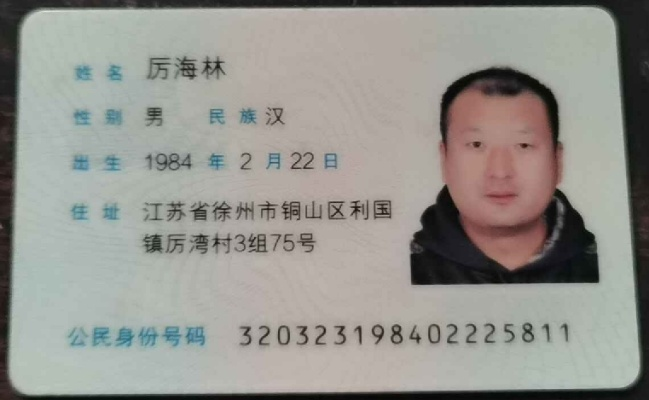 姓名 厉海林
性别 男 民族 汉
出生 1984 年 2 月 22 日
住址 江苏省徐州市铜山区利国
镇厉湾村3组75号
公民身份号码 320323198402225811